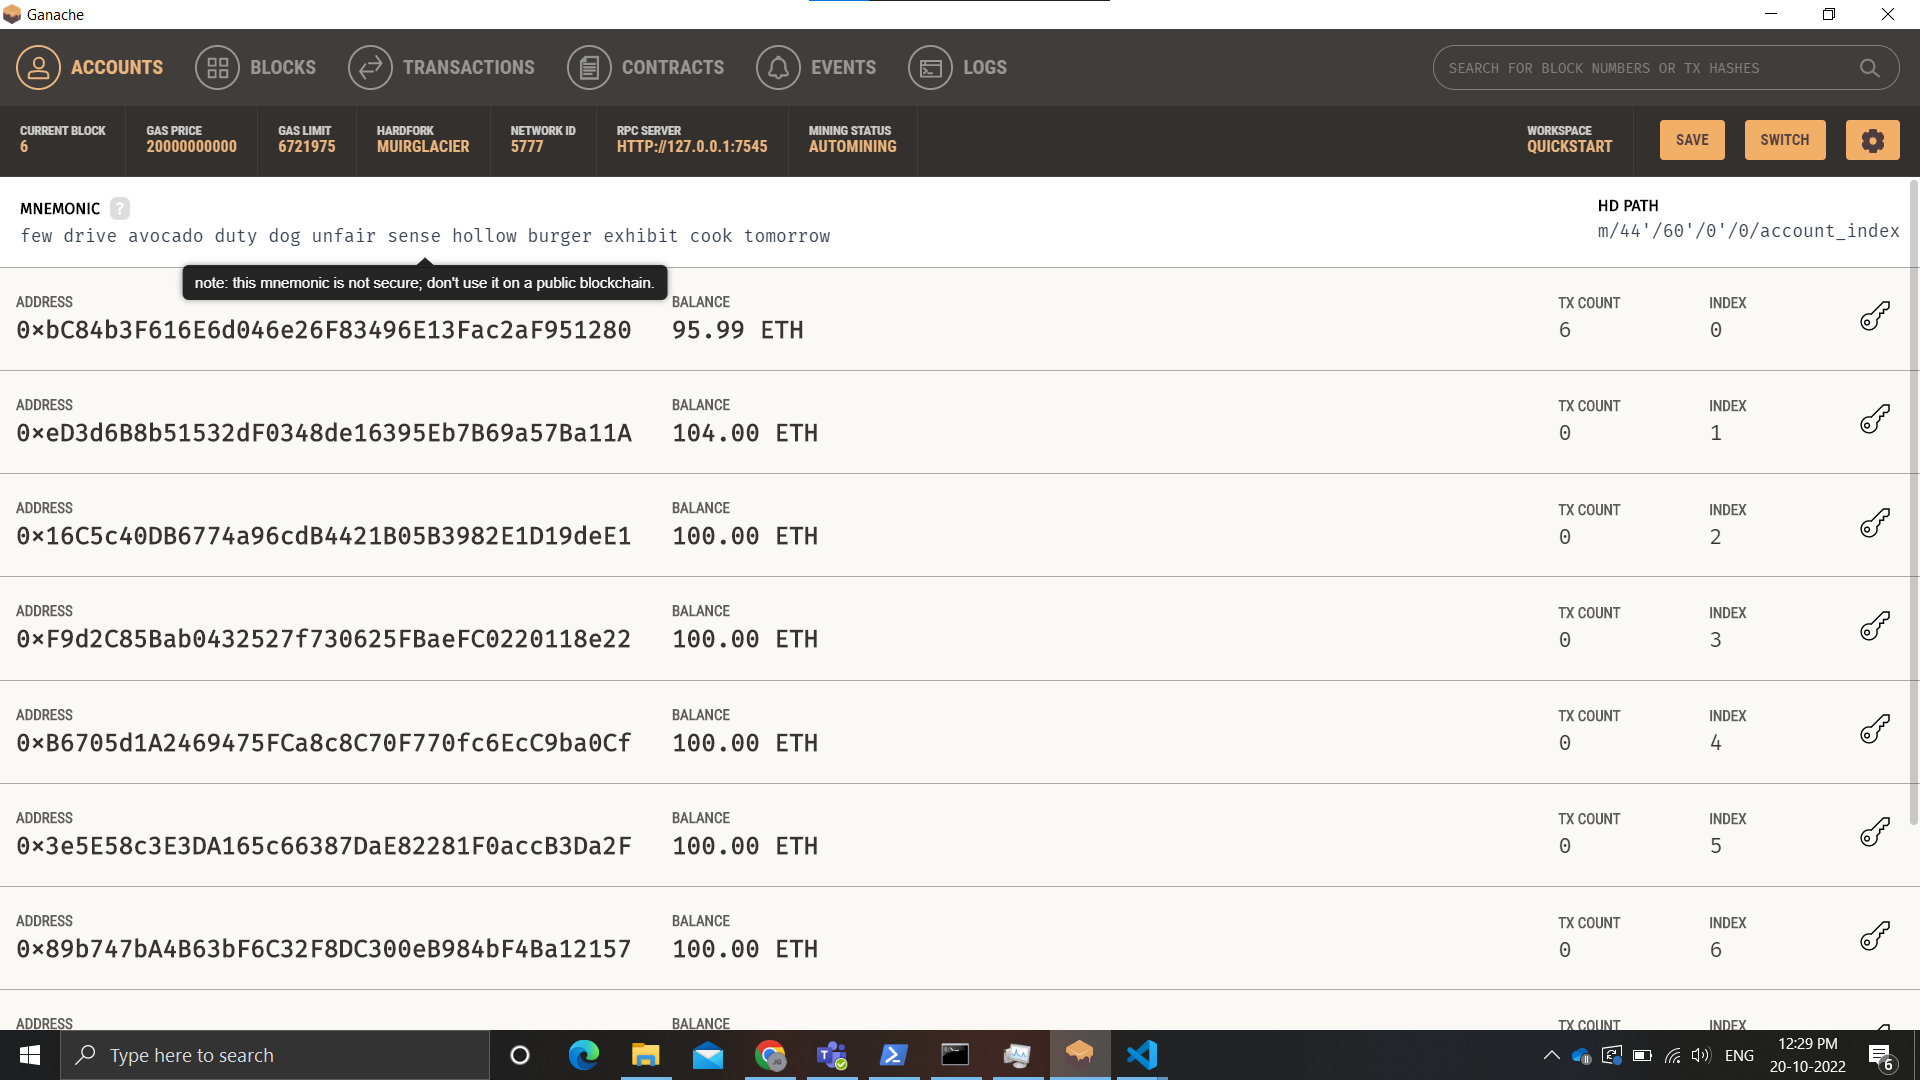 Ganache
ACCOUNTS BLOCKS TRANSACTIONS CONTRACTS EVENTS LOGS SEARCH FOR BLOCK NUMBERS OR TX HASHES
CURRENT BLOCK GAS PRICE GAS LIMIT HARDFORK NETWORK ID RPC SERVER MINING STATUS WORKSPACE
6 20000000000 6721975 MUIRGLACIER 5777 HTTP://127.0.0.1:7545 AUTOMINING QUICKSTART SAVE SWITCH
MNEMONIC ? HD PATH
few drive avocado duty dog unfair sense hollow burger exhibit cook tomorrow m/44'/60'/0'/0/account_index
note: this mnemonic is not secure; don't use it on a public blockchain.
ADDRESS BALANCE TX COUNT INDEX
0×bC84b3F616E6d046e26F83496E13Fac2aF951280 95.99 ETH 6 0
ADDRESS BALANCE TX COUNT INDEX
0×eD3d6B8b51532dF0348de16395Eb7B69a57Ba11A 104.00 ETH 0 1
ADDRESS BALANCE TX COUNT INDEX
0×16C5c40DB6774a96cdB4421B05B3982E1D19deE1 100.00 ETH 0 2
ADDRESS BALANCE TX COUNT INDEX
0×F9d2C85Bab0432527f730625FBaeFC0220118e22 100.00 ETH 0 3
ADDRESS BALANCE TX COUNT INDEX
0×B6705d1A2469475FCa8c8C70F770fc6EcC9ba0Cf 100.00 ETH 0 4
ADDRESS BALANCE TX COUNT INDEX
0×3e5E58c3E3DA165c66387DaE82281F0accB3Da2F 100.00 ETH 0 5
ADDRESS BALANCE TX COUNT INDEX
0×89b747bA4B63bF6C32F8DC300eB984bF4Ba12157 100.00 ETH 0 6
ADDRESS BALANCE TX COUNT INDEX
Type here to search ENG 12:29 PM
20-10-2022 6